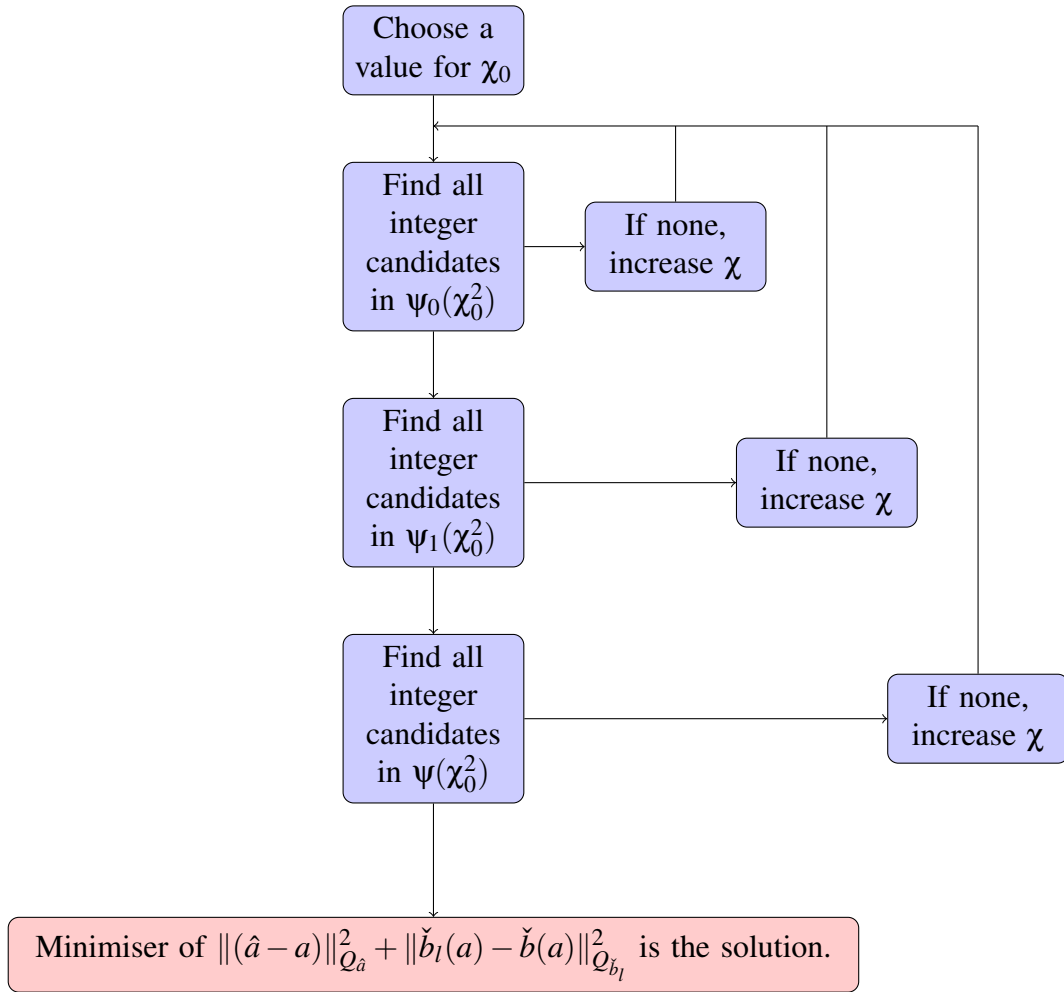 Choose a
value for χ₀
Find all
integer
candidates
in ψ₀(χ₀²)
If none,
increase χ
Find all
integer
candidates
in ψ₁(χ₀²)
If none,
increase χ
Find all
integer
candidates
in ψ(χ₀²)
If none,
increase χ
Minimiser of ‖(â − a)‖²_{Q_â} + ‖b̌_l(a) − b̌(a)‖²_{Q_{b̌_l}} is the solution.